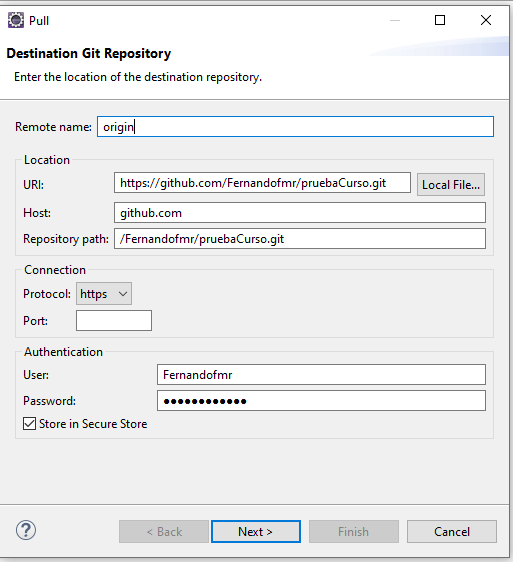 Pull
Destination Git Repository
Enter the location of the destination repository.
Remote name: origin
Location
URI: https://github.com/Fernandofmr/pruebaCurso.git Local File...
Host: github.com
Repository path: /Fernandofmr/pruebaCurso.git
Connection
Protocol: https
Port:
Authentication
User: Fernandofmr
Password: ●●●●●●●●●●●●
Store in Secure Store
? < Back Next > Finish Cancel